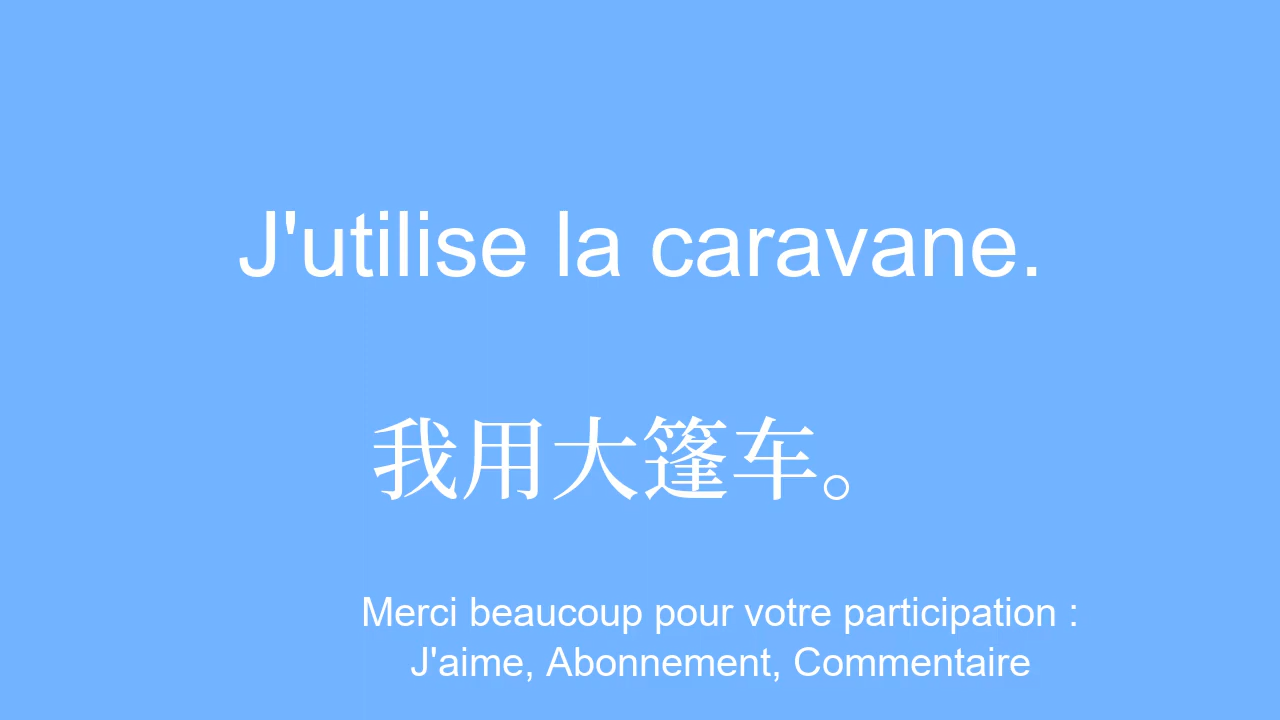 J'utilise la caravane.
我用大篷车。
Merci beaucoup pour votre participation :
J'aime, Abonnement, Commentaire